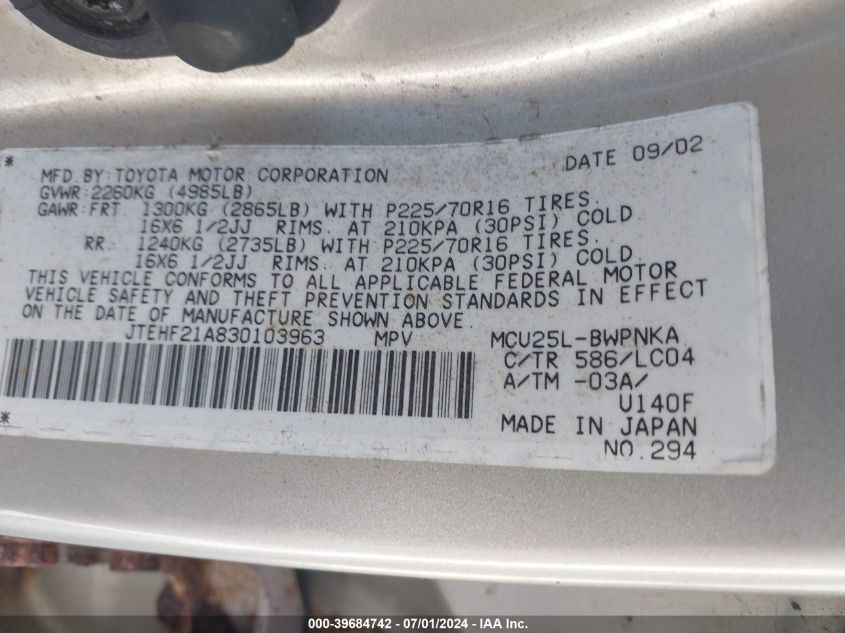 * MFD.BY:TOYOTA MOTOR CORPORATION DATE 09/02
GVWR:2260KG (4985LB)
GAWR:FRT 1300KG (2865LB) WITH P225/70R16 TIRES.
16X6 1/2JJ RIMS. AT 210KPA (30PSI) COLD
RR. 1240KG (2735LB) WITH P225/70R16 TIRES.
16X6 1/2JJ RIMS. AT 210KPA (30PSI) COLD.
THIS VEHICLE CONFORMS TO ALL APPLICABLE FEDERAL MOTOR
VEHICLE SAFETY AND THEFT PREVENTION STANDARDS IN EFFECT
ON THE DATE OF MANUFACTURE SHOWN ABOVE.
JTEHF21A830103963 MPV MCU25L-BWPNKA
C/TR 586/LC04
A/TM -03A/
U140F
* MADE IN JAPAN
NO.294
000-39684742 / 07/01/2024 - IAA Inc.